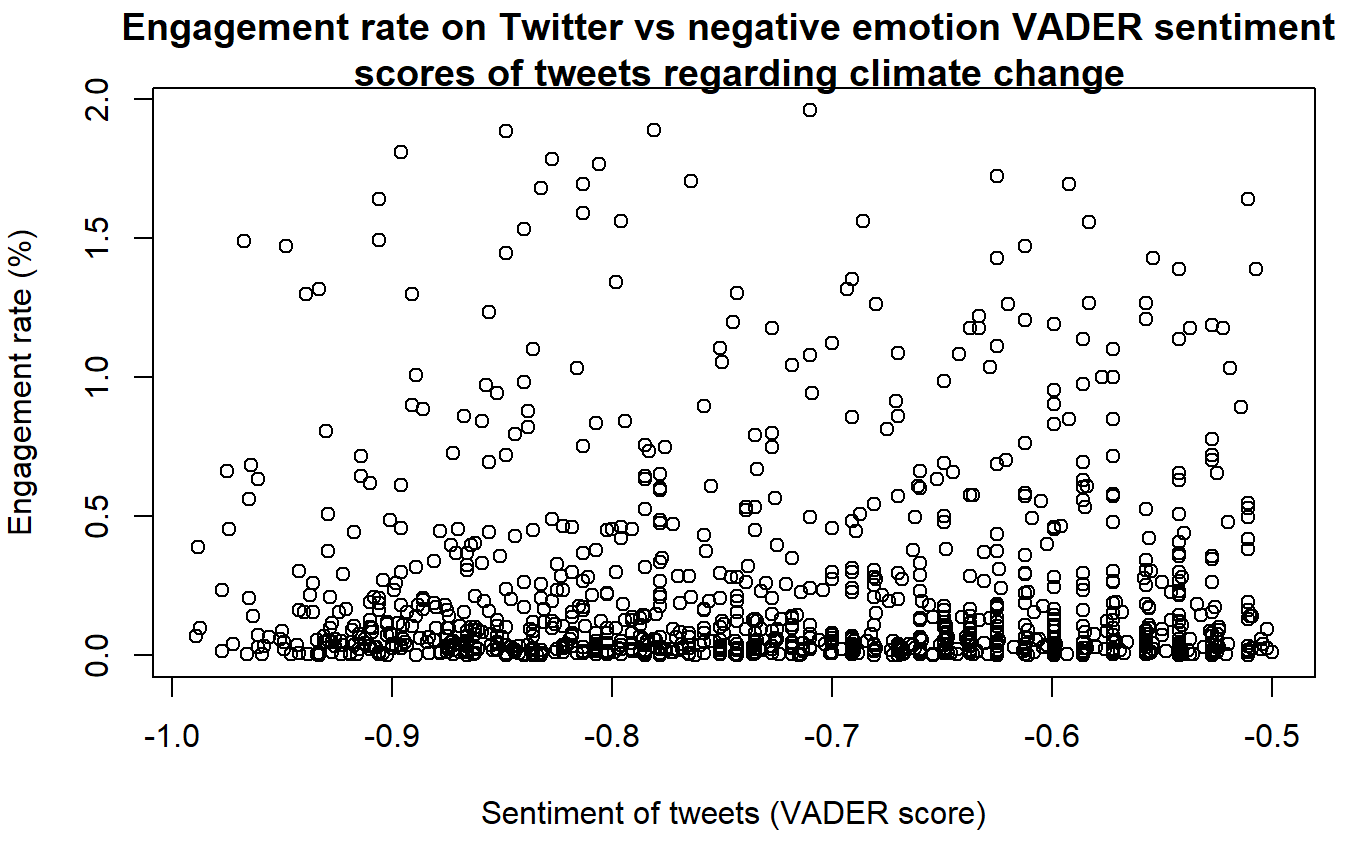 Engagement rate on Twitter vs negative emotion VADER sentiment
scores of tweets regarding climate change
Engagement rate (%)
2.0
1.5
1.0
0.5
0.0
-1.0 -0.9 -0.8 -0.7 -0.6 -0.5
Sentiment of tweets (VADER score)